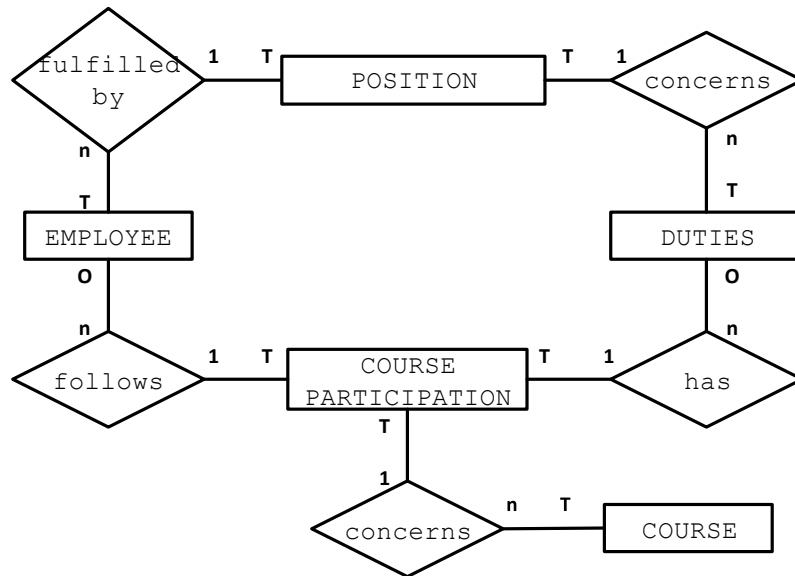 fulfilled
by
1
T
POSITION
T
1
concerns
n
n
T
T
EMPLOYEE
DUTIES
O
O
n
n
follows
1
T
COURSE
PARTICIPATION
T
1
has
T
1
concerns
n
T
COURSE